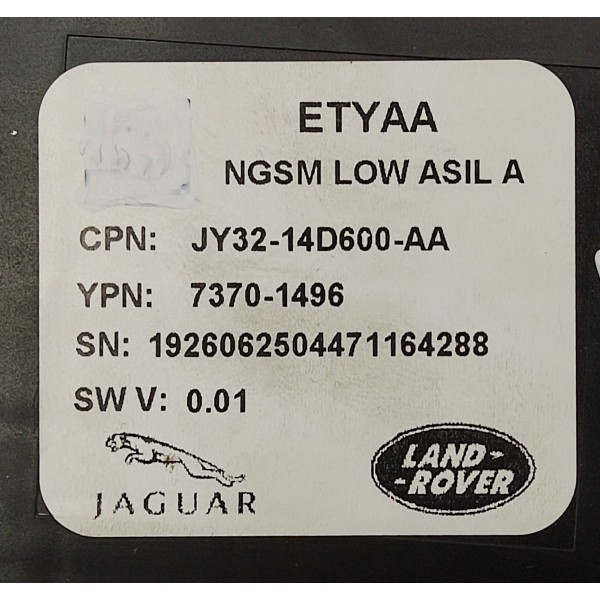 ETYAA
NGSM LOW ASIL A
CPN: JY32-14D600-AA
YPN: 7370-1496
SN: 1926062504471164288
SW V: 0.01
JAGUAR
LAND-
-ROVER